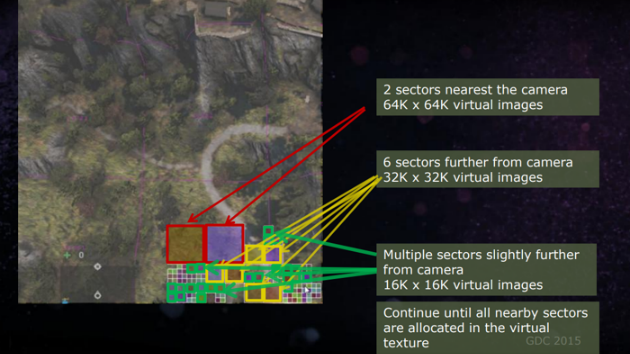 2 sectors nearest the camera
64K x 64K virtual images
6 sectors further from camera
32K x 32K virtual images
Multiple sectors slightly further
from camera
16K x 16K virtual images
Continue until all nearby sectors
are allocated in the virtual
texture
GDC 2015
0